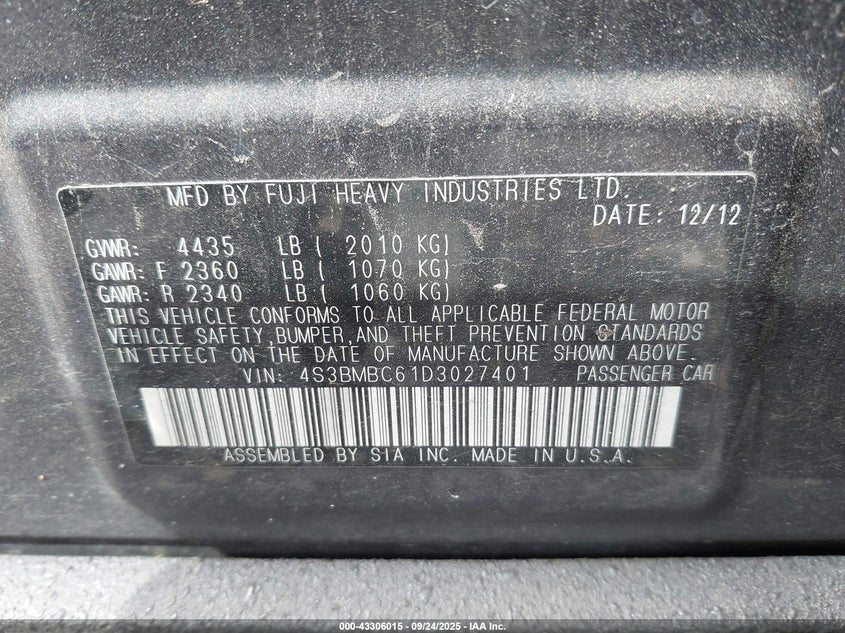 MFD BY FUJI HEAVY INDUSTRIES LTD.
DATE: 12/12
GVWR: 4435 LB ( 2010 KG)
GAWR: F 2360 LB ( 1070 KG)
GAWR: R 2340 LB ( 1060 KG)
THIS VEHICLE CONFORMS TO ALL APPLICABLE FEDERAL MOTOR
VEHICLE SAFETY,BUMPER,AND THEFT PREVENTION STANDARDS
IN EFFECT ON THE DATE OF MANUFACTURE SHOWN ABOVE.
VIN: 4S3BMBC61D3027401 PASSENGER CAR
ASSEMBLED BY SIA INC. MADE IN U.S.A.
000-43306015 - 09/24/2025 - IAA Inc.